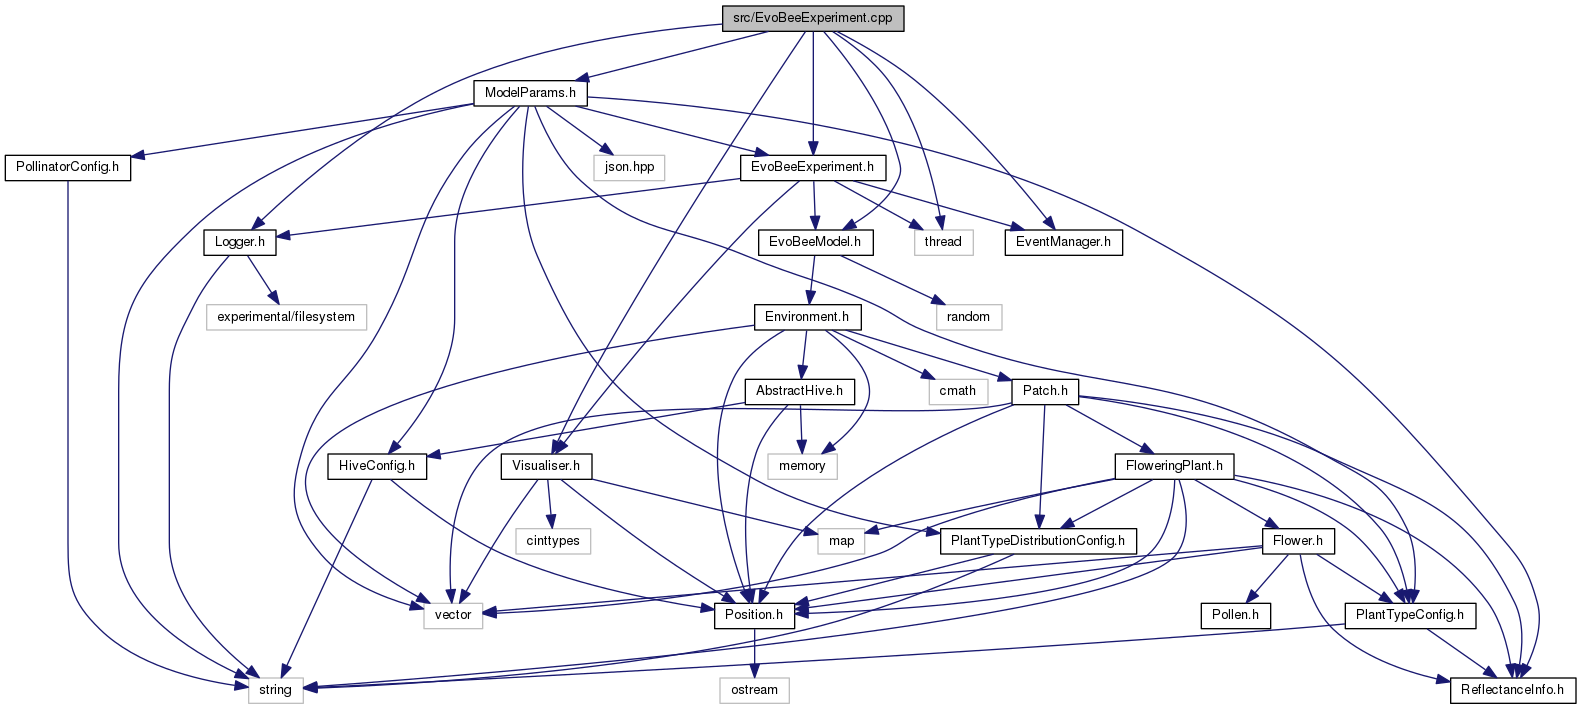 src/EvoBeeExperiment.cpp
ModelParams.h
PollinatorConfig.h
json.hpp
EvoBeeExperiment.h
Logger.h
EvoBeeModel.h
thread
EventManager.h
experimental/filesystem
Environment.h
random
AbstractHive.h
cmath
Patch.h
HiveConfig.h
Visualiser.h
memory
FloweringPlant.h
cinttypes
map
PlantTypeDistributionConfig.h
Flower.h
vector
Position.h
Pollen.h
PlantTypeConfig.h
string
ostream
ReflectanceInfo.h